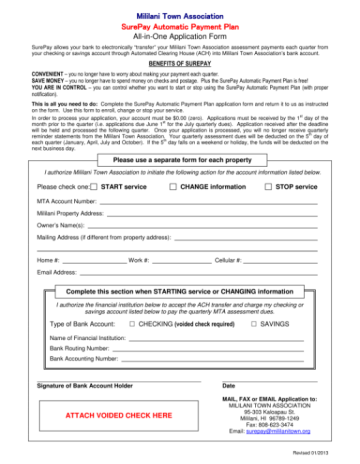 Mililani Town Association
SurePay Automatic Payment Plan
All-in-One Application Form
SurePay allows your bank to electronically "transfer" your Mililani Town Association assessment payments each quarter from
your checking or savings account through Automated Clearing House (ACH) into Mililani Town Association's bank account.
BENEFITS OF SUREPAY
CONVENIENT – you no longer have to worry about making your payment each quarter.
SAVE MONEY – you no longer have to spend money on checks and postage. Plus the SurePay Automatic Payment Plan is free!
YOU ARE IN CONTROL – you can control whether you want to start or stop using the SurePay Automatic Payment Plan (with proper
notification).
This is all you need to do: Complete the SurePay Automatic Payment Plan application form and return it to us as instructed
on the form. Use this form to enroll, change or stop your service.
In order to process your application, your account must be $0.00 (zero). Applications must be received by the 1st day of the
month prior to the quarter (i.e. applications due June 1st for the July quarterly dues). Application received after the deadline
will be held and processed the following quarter. Once your application is processed, you will no longer receive quarterly
reminder statements from the Mililani Town Association. Your quarterly assessment dues will be deducted on the 5th day of
each quarter (January, April, July and October). If the 5th day falls on a weekend or holiday, the funds will be deducted on the
next business day.
Please use a separate form for each property
I authorize Mililani Town Association to initiate the following action for the account information listed below.
Please check one: START service CHANGE information STOP service
MTA Account Number:
Mililani Property Address:
Owner's Name(s):
Mailing Address (if different from property address):
Home #: Work #: Cellular #:
Email Address:
Complete this section when STARTING service or CHANGING information
I authorize the financial institution below to accept the ACH transfer and charge my checking or
savings account listed below to pay the quarterly MTA assessment dues.
Type of Bank Account: CHECKING (voided check required) SAVINGS
Name of Financial Institution:
Bank Routing Number:
Bank Accounting Number:
Signature of Bank Account Holder Date
ATTACH VOIDED CHECK HERE
MAIL, FAX or EMAIL Application to:
MILILANI TOWN ASSOCIATION
95-303 Kaloapau St.
Mililani, HI 96789-1249
Fax: 808-623-3474
Email: surepay@mililanitown.org
Revised 01/2013